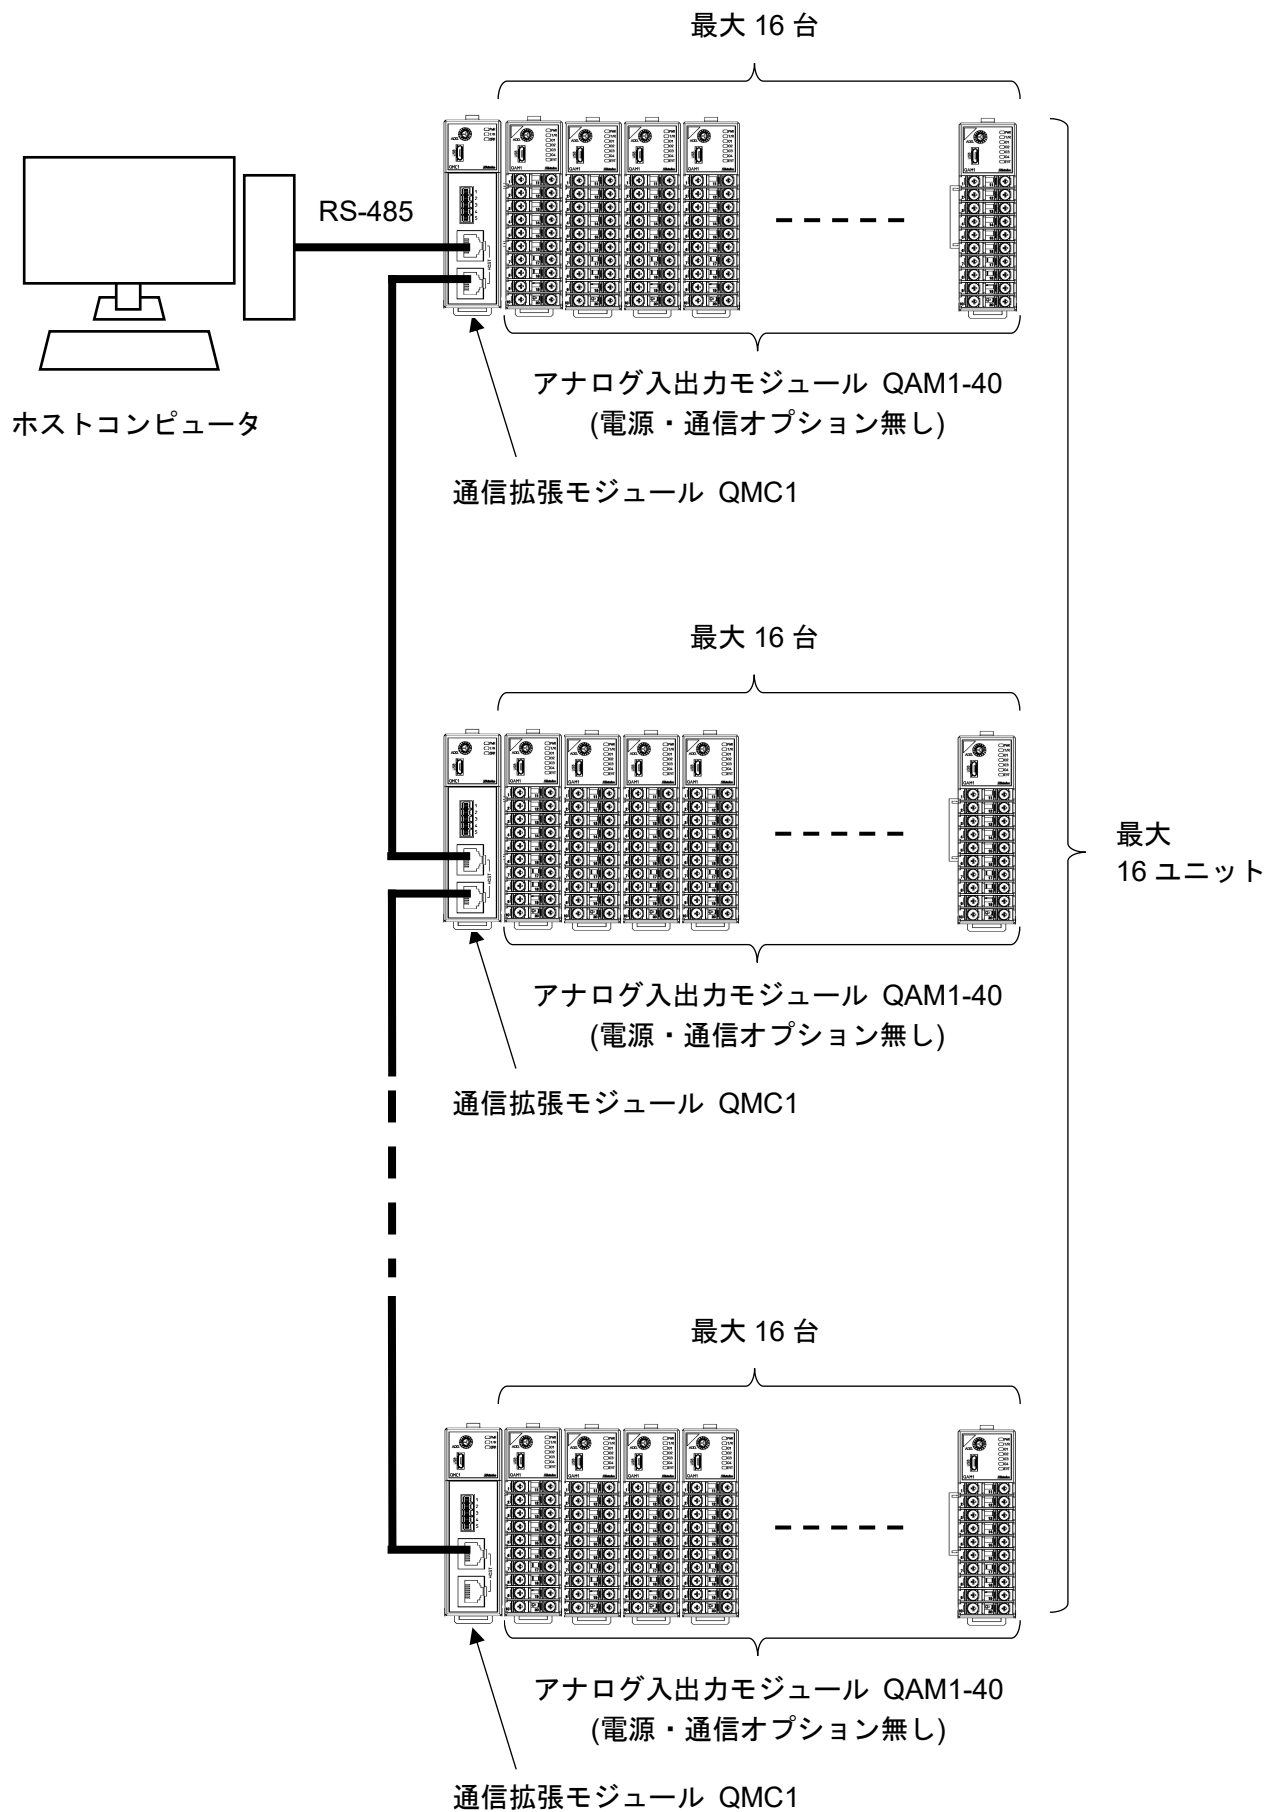 最大 16 台
RS-485
ホストコンピュータ
アナログ入出力モジュール QAM1-40
(電源・通信オプション無し)
通信拡張モジュール QMC1
最大 16 台
最大
16 ユニット
アナログ入出力モジュール QAM1-40
(電源・通信オプション無し)
通信拡張モジュール QMC1
最大 16 台
アナログ入出力モジュール QAM1-40
(電源・通信オプション無し)
通信拡張モジュール QMC1